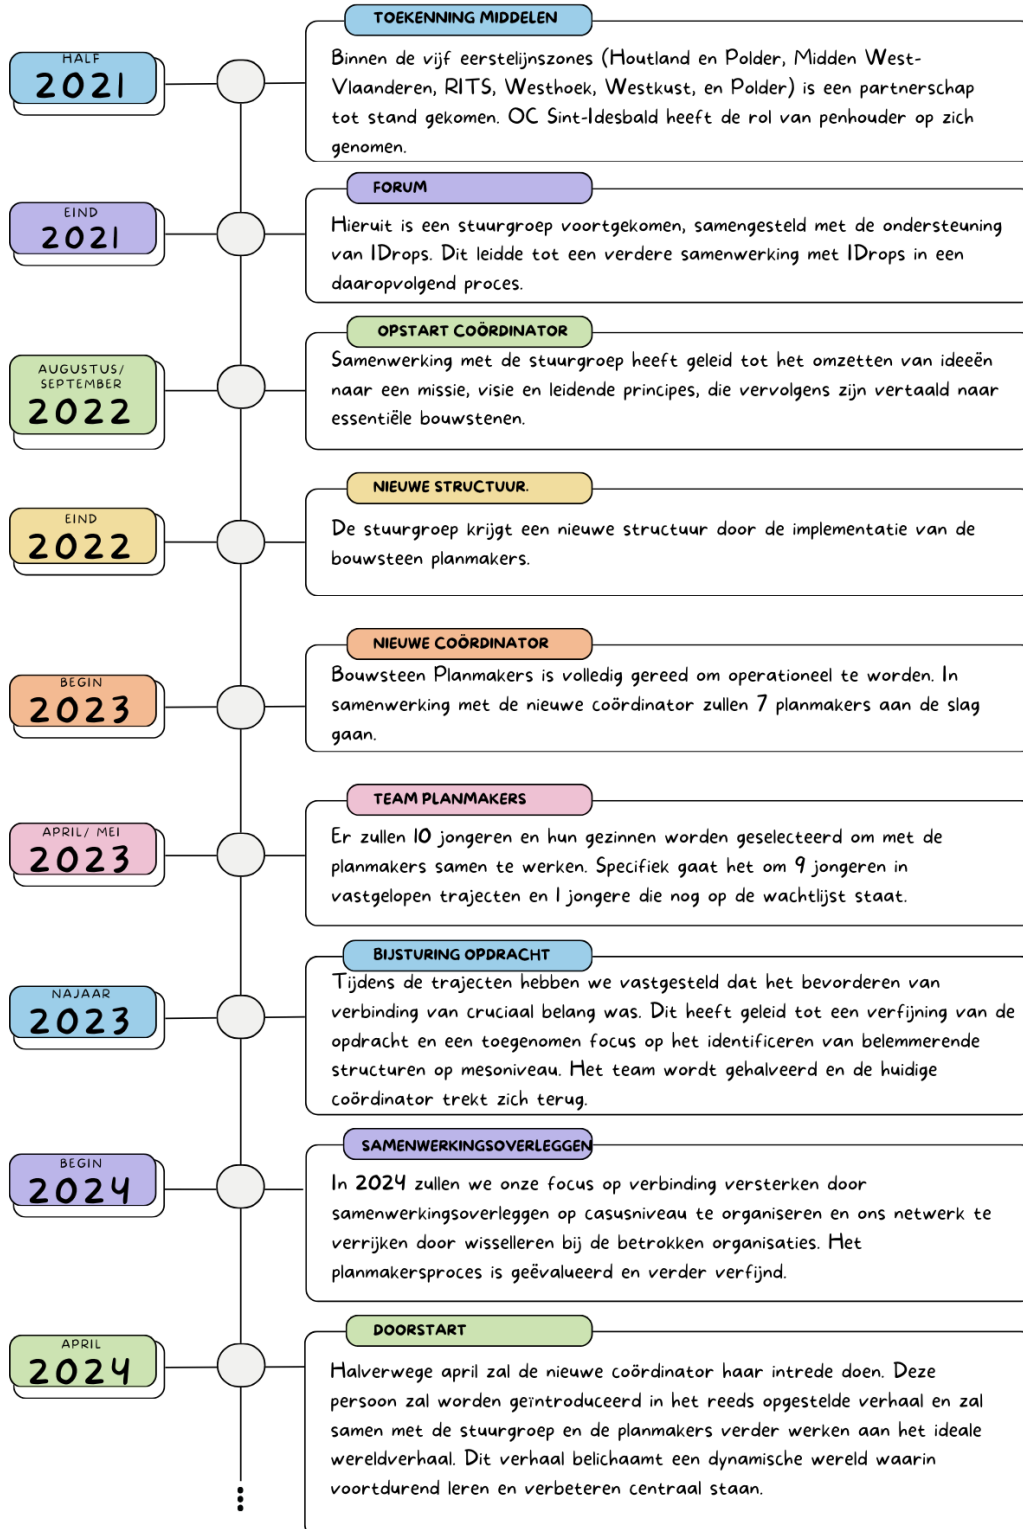 TOEKENNING MIDDELEN
HALF
2021
Binnen de vijf eerstelijnszones (Houtland en Polder, Midden West-
Vlaanderen, RITS, Westhoek, Westkust, en Polder) is een partnerschap
tot stand gekomen. OC Sint-Idesbald heeft de rol van penhouder op zich
genomen.
FORUM
EIND
2021
Hieruit is een stuurgroep voortgekomen, samengesteld met de ondersteuning
van IDrops. Dit leidde tot een verdere samenwerking met IDrops in een
daaropvolgend proces.
OPSTART COÖRDINATOR
AUGUSTUS/
SEPTEMBER
2022
Samenwerking met de stuurgroep heeft geleid tot het omzetten van ideeën
naar een missie, visie en leidende principes, die vervolgens zijn vertaald naar
essentiële bouwstenen.
NIEUWE STRUCTUUR.
EIND
2022
De stuurgroep krijgt een nieuwe structuur door de implementatie van de
bouwsteen planmakers.
NIEUWE COÖRDINATOR
BEGIN
2023
Bouwsteen Planmakers is volledig gereed om operationeel te worden. In
samenwerking met de nieuwe coördinator zullen 7 planmakers aan de slag
gaan.
TEAM PLANMAKERS
APRIL/ MEI
2023
Er zullen 10 jongeren en hun gezinnen worden geselecteerd om met de
planmakers samen te werken. Specifiek gaat het om 9 jongeren in
vastgelopen trajecten en 1 jongere die nog op de wachtlijst staat.
BIJSTURING OPDRACHT
NAJAAR
2023
Tijdens de trajecten hebben we vastgesteld dat het bevorderen van
verbinding van cruciaal belang was. Dit heeft geleid tot een verfijning van de
opdracht en een toegenomen focus op het identificeren van belemmerende
structuren op mesoniveau. Het team wordt gehalveerd en de huidige
coördinator trekt zich terug.
SAMENWERKINGSOVERLEGGEN
BEGIN
2024
In 2024 zullen we onze focus op verbinding versterken door
samenwerkingsoverleggen op casusniveau te organiseren en ons netwerk te
verrijken door wisselleren bij de betrokken organisaties. Het
planmakersproces is geëvalueerd en verder verfijnd.
DOORSTART
APRIL
2024
Halverwege april zal de nieuwe coördinator haar intrede doen. Deze
persoon zal worden geïntroduceerd in het reeds opgestelde verhaal en zal
samen met de stuurgroep en de planmakers verder werken aan het ideale
wereldverhaal. Dit verhaal belichaamt een dynamische wereld waarin
voortdurend leren en verbeteren centraal staan.